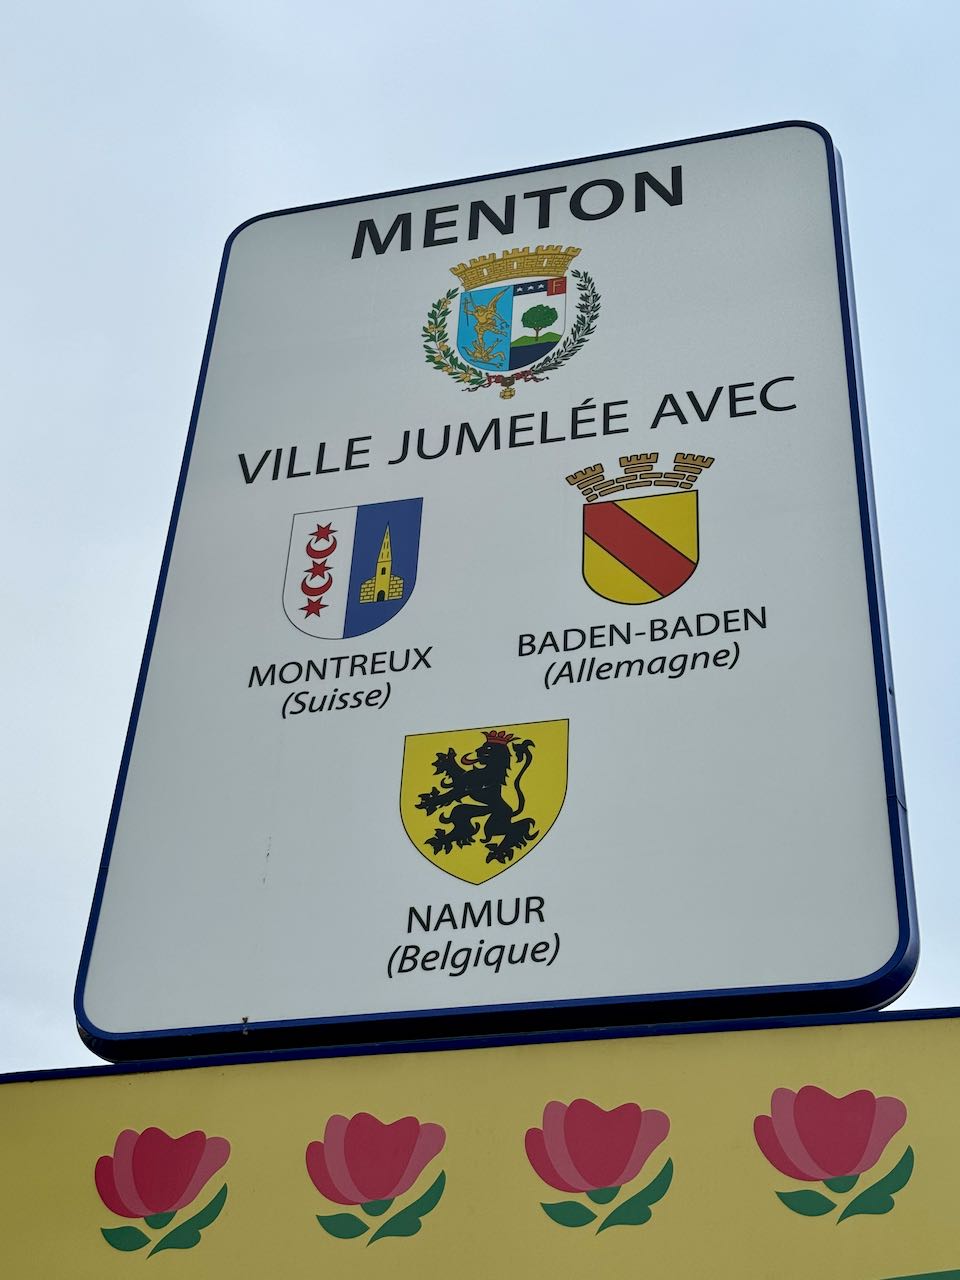 MENTON
F
VILLE JUMELÉE AVEC
MONTREUX
(Suisse)
BADEN-BADEN
(Allemagne)
NAMUR
(Belgique)